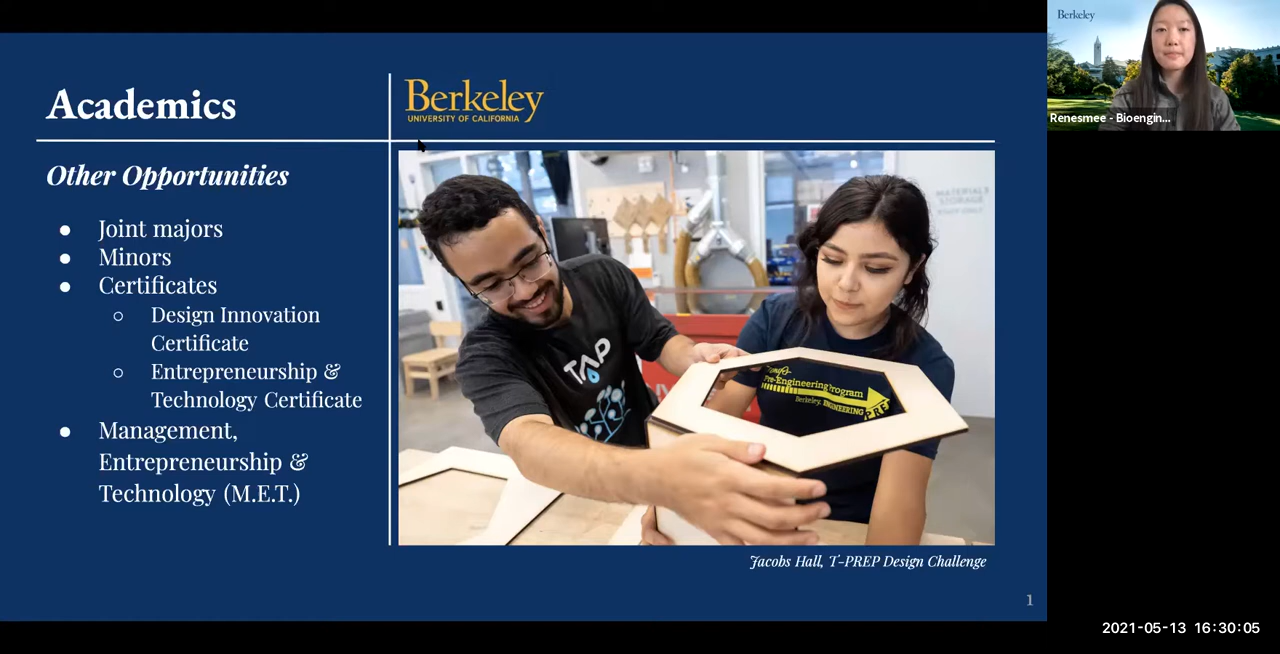 Academics
Berkeley
UNIVERSITY OF CALIFORNIA
Other Opportunities
● Joint majors
● Minors
● Certificates
○ Design Innovation
Certificate
○ Entrepreneurship &
Technology Certificate
● Management,
Entrepreneurship &
Technology (M.E.T.)
MATERIALS
STORAGE
TAP
Pre-Engineering Program
Berkeley ENGINEERING
PREP
Jacobs Hall, T-PREP Design Challenge
1
Berkeley
Renesmee - Bioengin...
2021-05-13 16:30:05